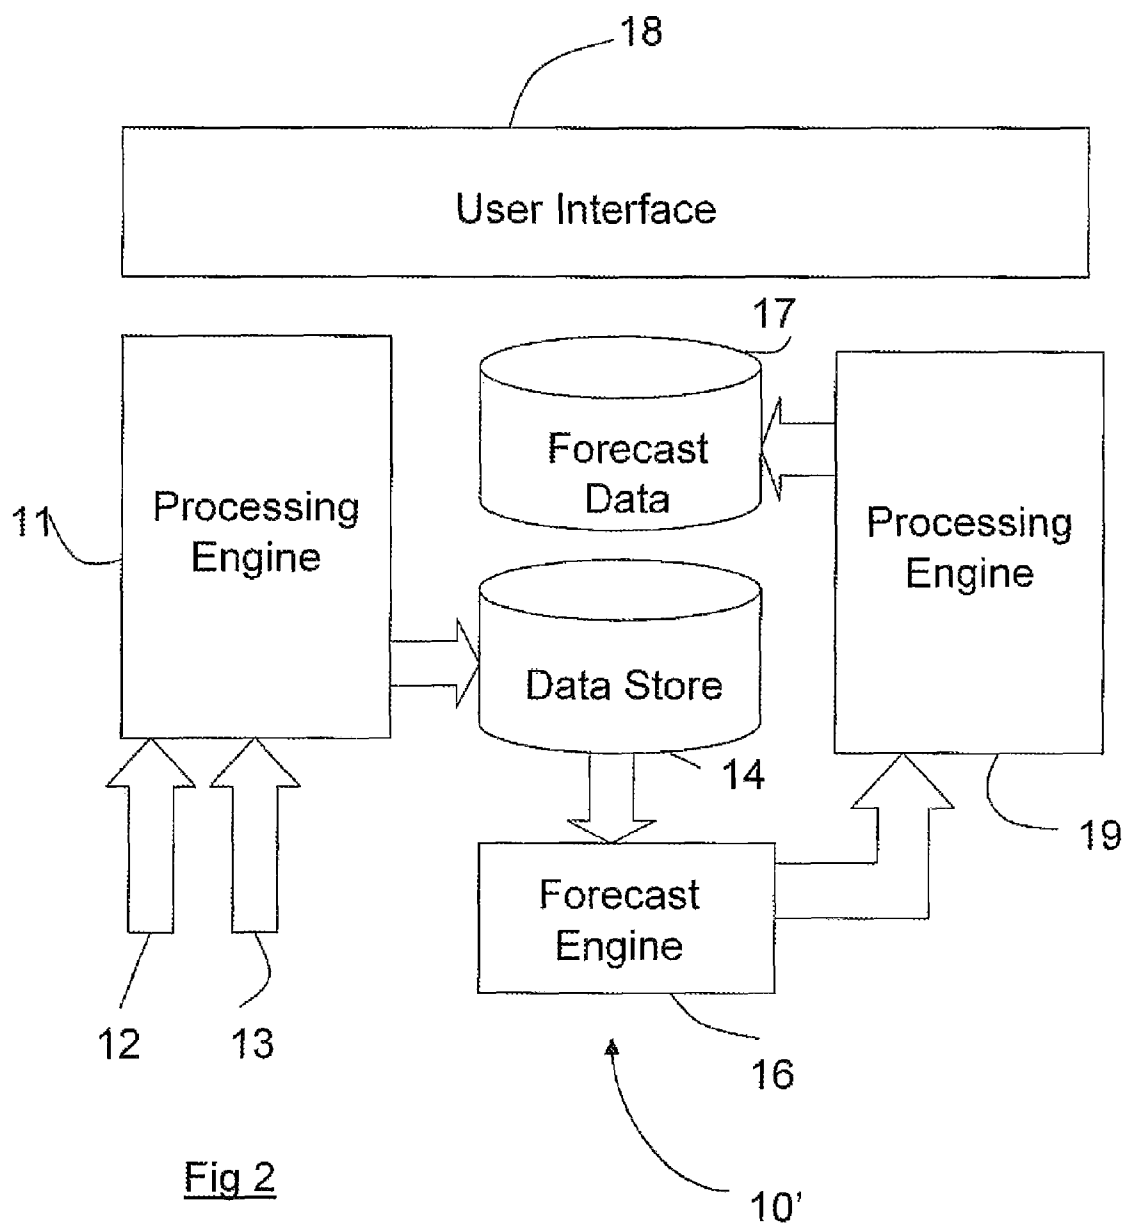 18
User Interface
17
Forecast
Data
Processing
Engine
11
Processing
Engine
Data Store
14
19
Forecast
Engine
12
13
16
Fig 2
10'